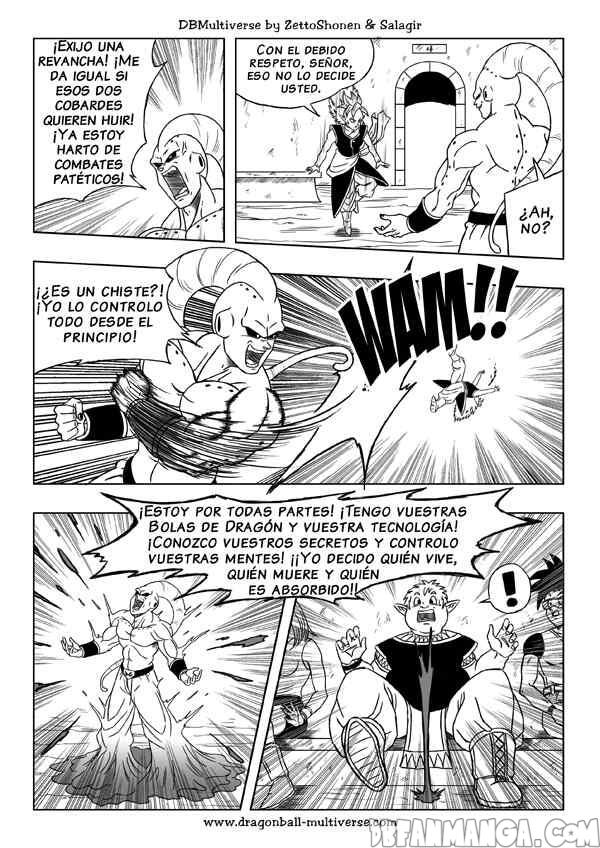 DBMultiverse by ZettoShonen & Salagir
¡Exijo una
revancha! ¡Me
da igual si
esos dos
cobardes
quieren huir!
¡Ya estoy
harto de
combates
patéticos!
Con el debido
respeto, señor,
eso no lo decide
usted.
¿Ah,
no?
¡¿Es un chiste?!
¡Yo lo controlo
todo desde el
principio!
WÁM!!
¡Estoy por todas partes! ¡Tengo vuestras
Bolas de Dragón y vuestra tecnología!
¡Conozco vuestros secretos y controlo
vuestras mentes! ¡¡Yo decido quién vive,
quién muere y quién
es absorbido!!
!
www.dragonball-multiverse.com
DBFANMANGA.COM